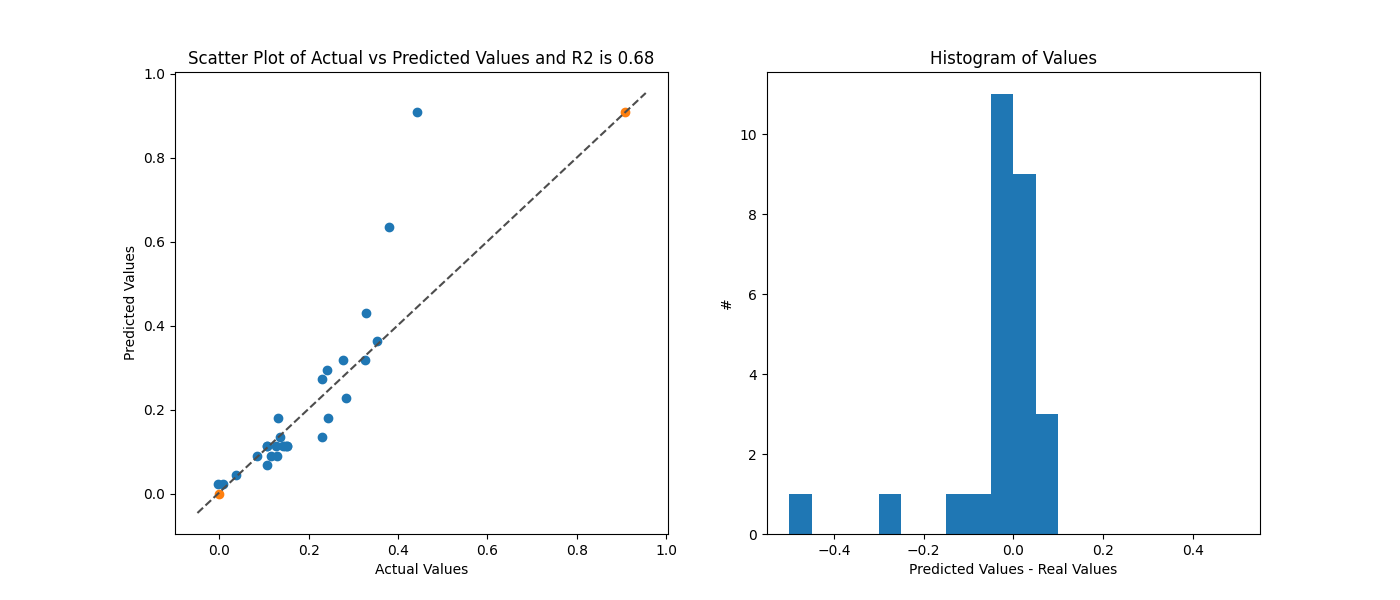 Scatter Plot of Actual vs Predicted Values and R2 is 0.68
1.0
0.8
0.6
0.4
0.2
0.0
Predicted Values
0.0 0.2 0.4 0.6 0.8 1.0
Actual Values
Histogram of Values
10
8
6
4
2
0
#
−0.4 −0.2 0.0 0.2 0.4
Predicted Values - Real Values